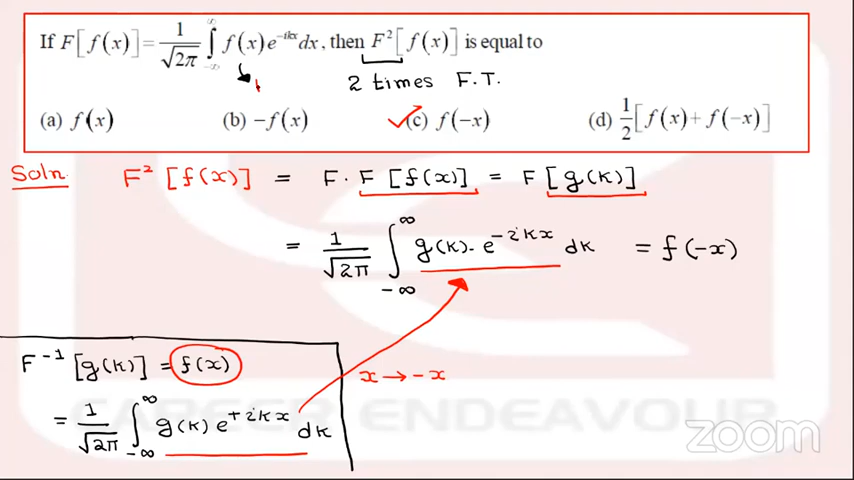 If F[f(x)] = 1/√2π ∫_{-∞}^{∞} f(x)e^{-ikx}dx, then F²[f(x)] is equal to
2 times F.T.
(a) f(x) (b) -f(x) (c) f(-x) (d) 1/2[f(x)+f(-x)]
Soln. F² [f(x)] = F · F [f(x)] = F [g(k)]
= 1/√2π ∫_{-∞}^{∞} g(k) · e^{-ikx} dk = f(-x)
F⁻¹ [g(k)] = f(x)
x → -x
= 1/√2π ∫_{-∞}^{∞} g(k) e^{+ikx} dk
CAREER ENDEAVOUR
zoom